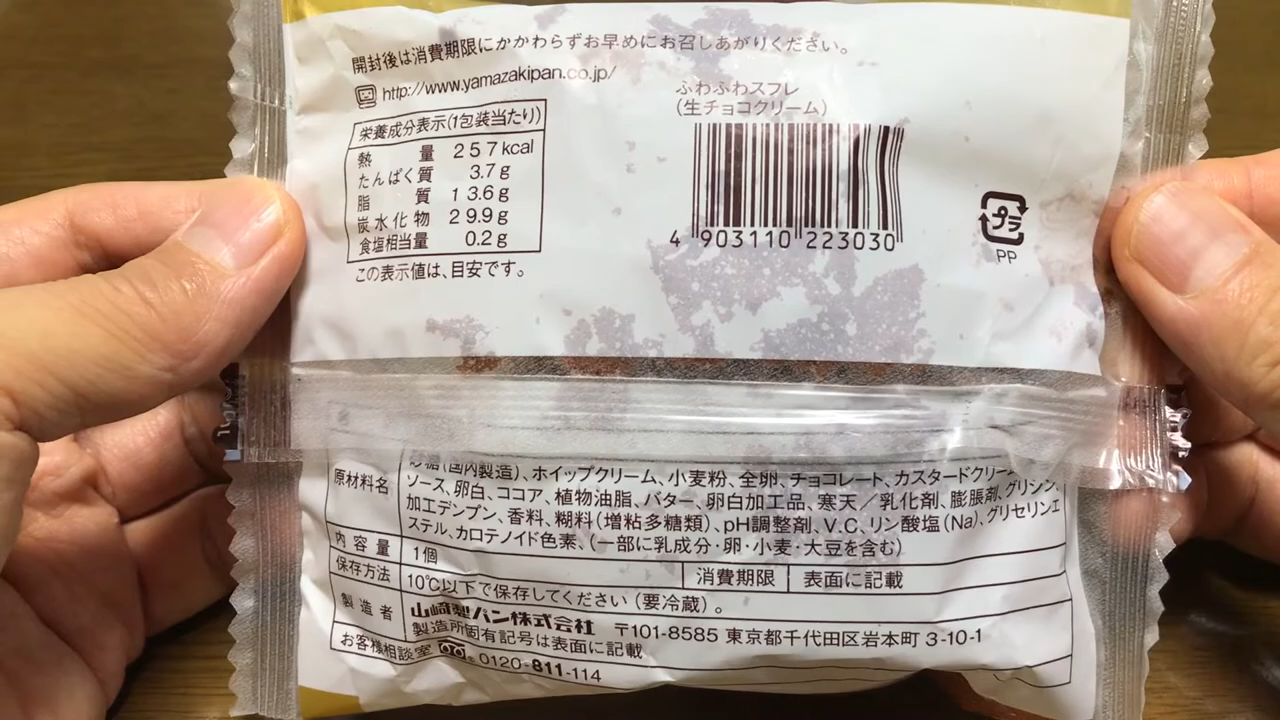 開封後は消費期限にかかわらずお早めにお召しあがりください。
http://www.yamazakipan.co.jp/
栄養成分表示(1包装当たり)
熱量 257kcal
たんぱく質 3.7g
脂質 13.6g
炭水化物 29.9g
食塩相当量 0.2g
この表示値は、目安です。
ふわふわスフレ
(生チョコクリーム)
4 903110 223030
プラ
PP
原材料名
砂糖(国内製造)、ホイップクリーム、小麦粉、全卵、チョコレート、カスタードクリーム
ソース、卵白、ココア、植物油脂、バター、卵白加工品、寒天/乳化剤、膨脹剤、グリシン、
加工デンプン、香料、糊料(増粘多糖類)、pH調整剤、V.C、リン酸塩(Na)、グリセリンエ
ステル、カロテノイド色素、(一部に乳成分・卵・小麦・大豆を含む)
内容量 1個 消費期限 表面に記載
保存方法 10℃以下で保存してください(要冷蔵)。
製造者 山崎製パン株式会社 〒101-8585 東京都千代田区岩本町 3-10-1
製造所固有記号は表面に記載
お客様相談室 0120-811-114